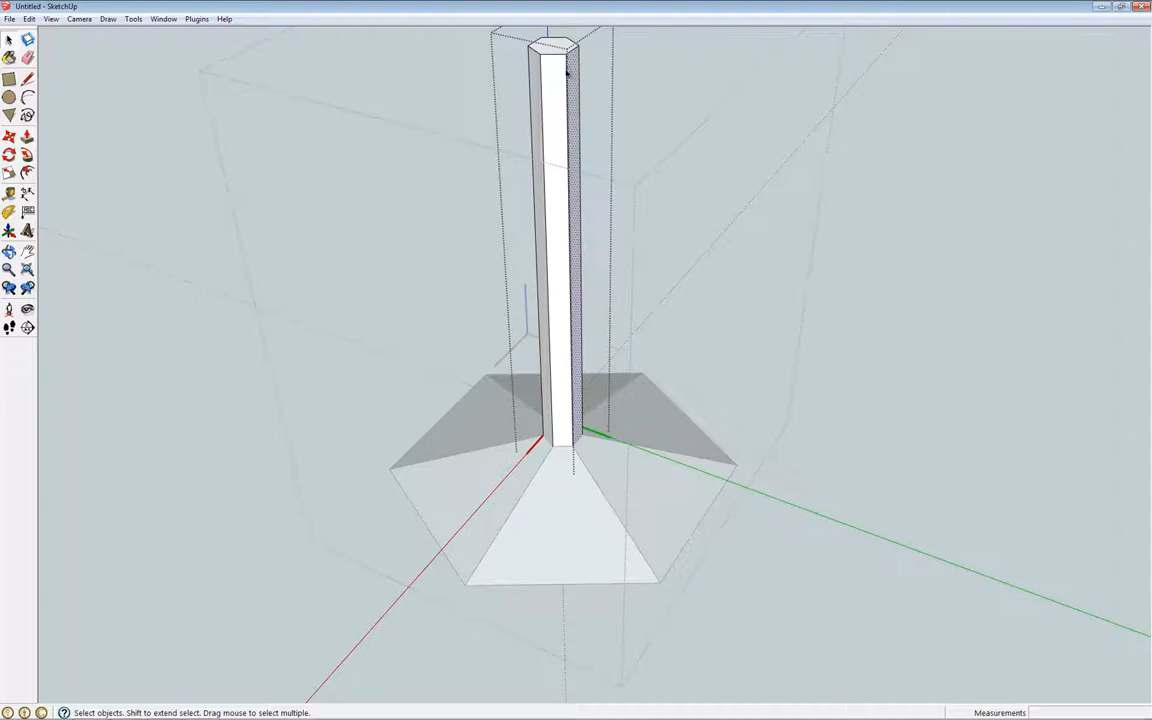 Untitled - SketchUp
File Edit View Camera Draw Tools Window Plugins Help
Select objects. Shift to extend select. Drag mouse to select multiple.
Measurements